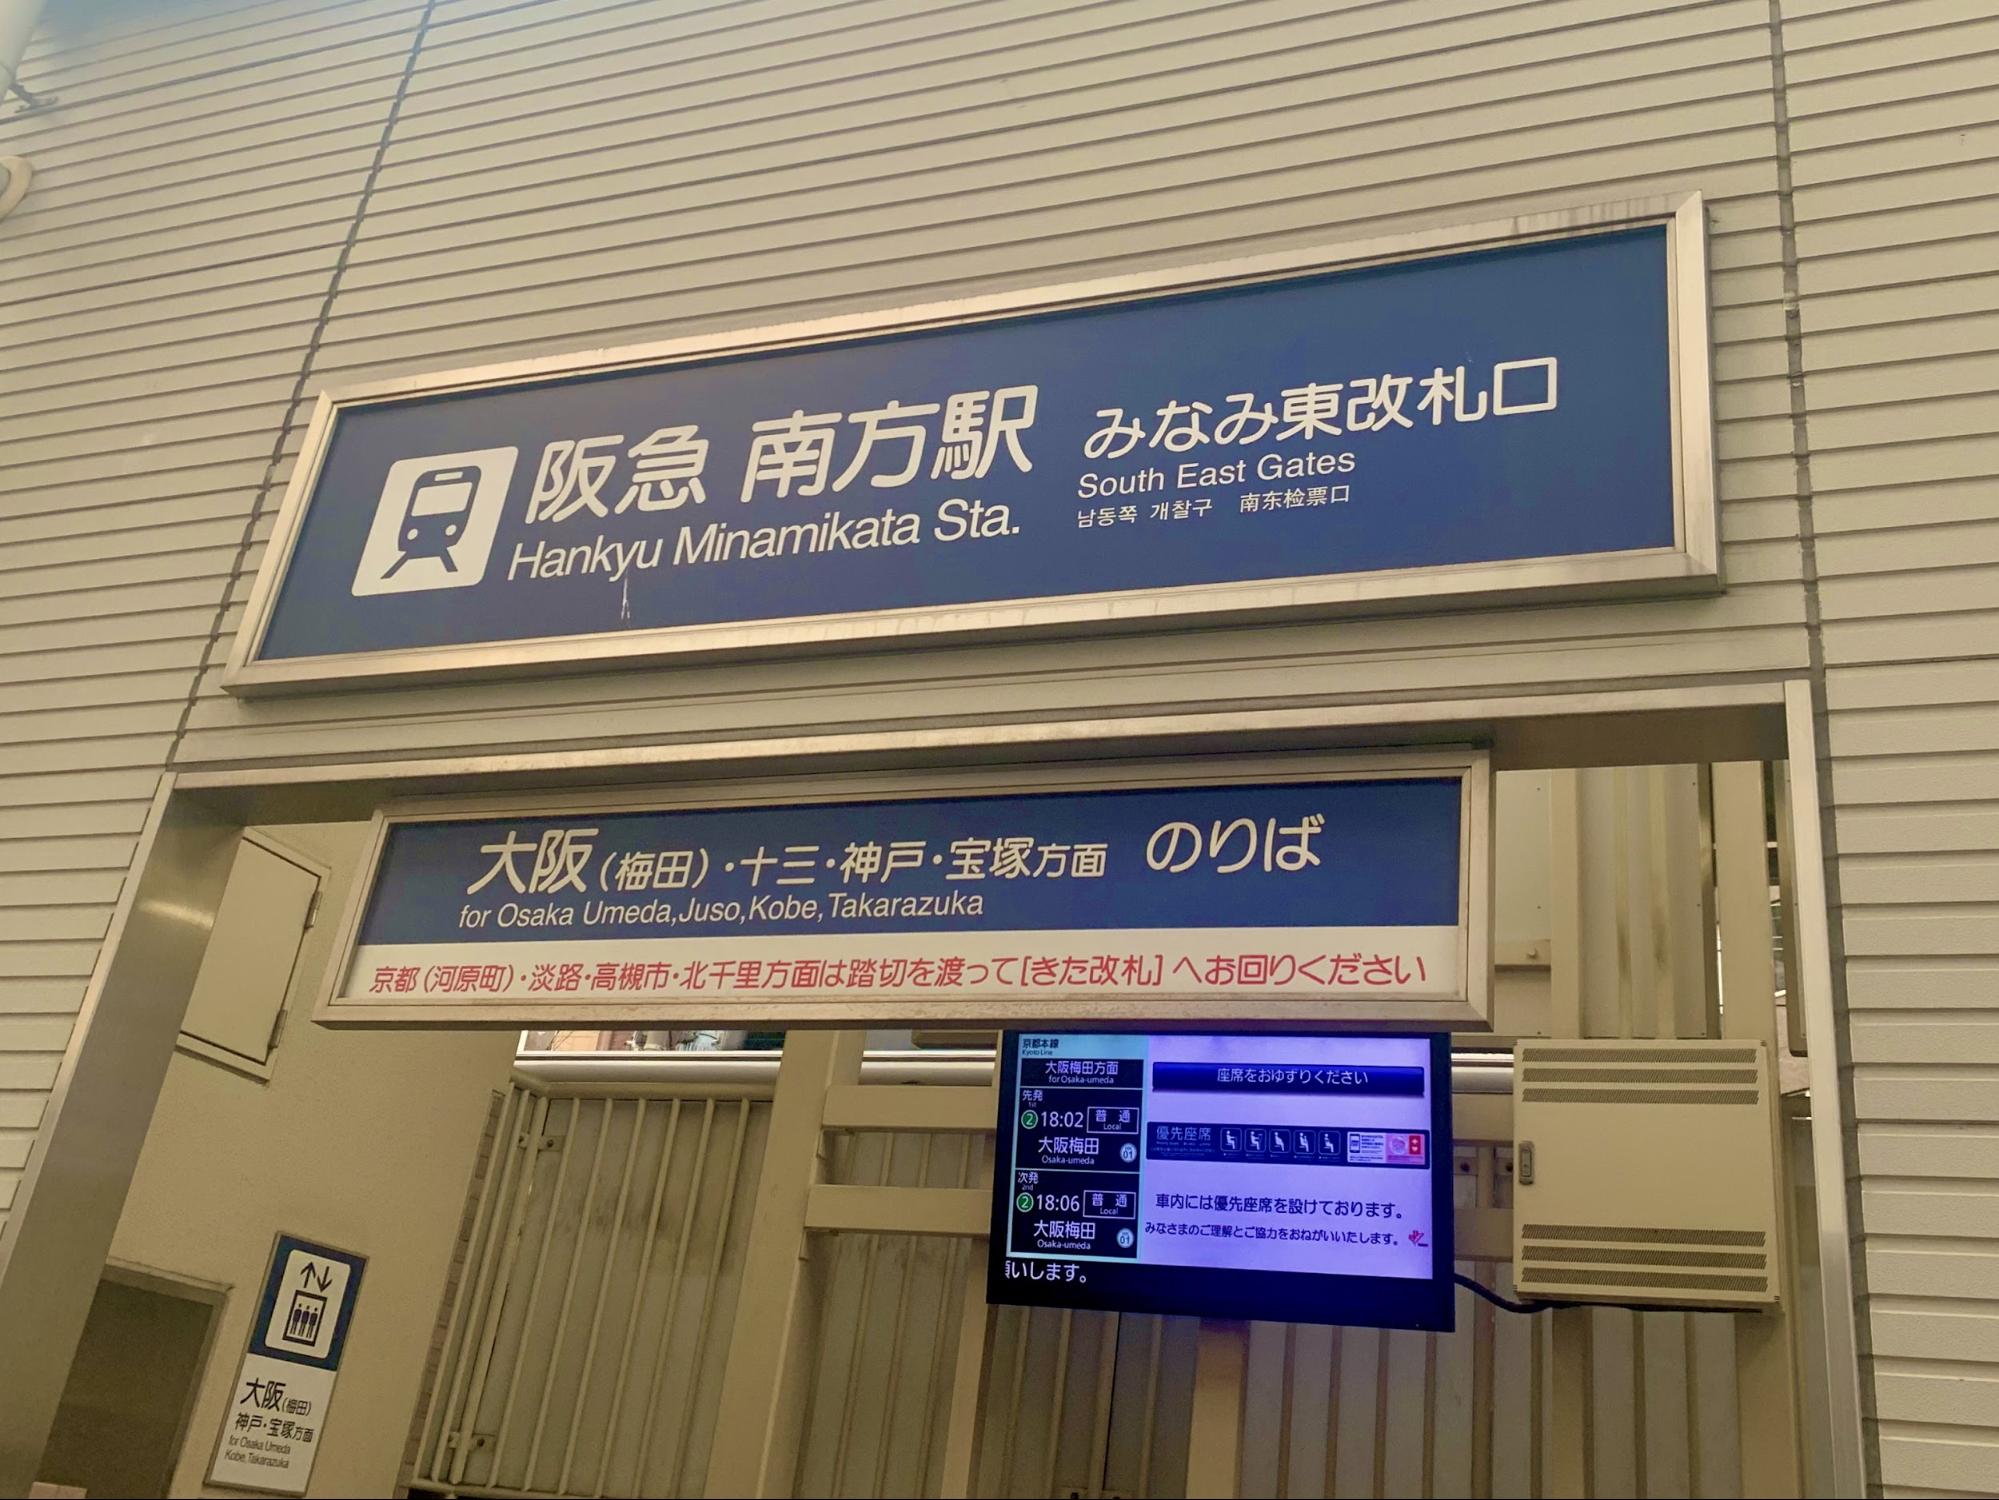 阪急 南方駅 みなみ東改札口
Hankyu Minamikata Sta. South East Gates
남동쪽 개찰구 南东检票口
大阪(梅田)・十三・神戸・宝塚方面 のりば
for Osaka Umeda,Juso,Kobe,Takarazuka
京都(河原町)・淡路・高槻市・北千里方面は踏切を渡って[きた改札]へお回りください
京都本線
Kyoto Line
大阪梅田方面
for Osaka-umeda
先発
1st
2 18:02 普通
Local
大阪梅田
Osaka-umeda
01
次発
2nd
2 18:06 普通
Local
大阪梅田
Osaka-umeda
01
願いします。
座席をおゆずりください
優先座席
車内には優先座席を設けております。
みなさまのご理解とご協力をおねがいいたします。
大阪(梅田)
神戸・宝塚方面
for Osaka Umeda
Kobe,Takarazuka